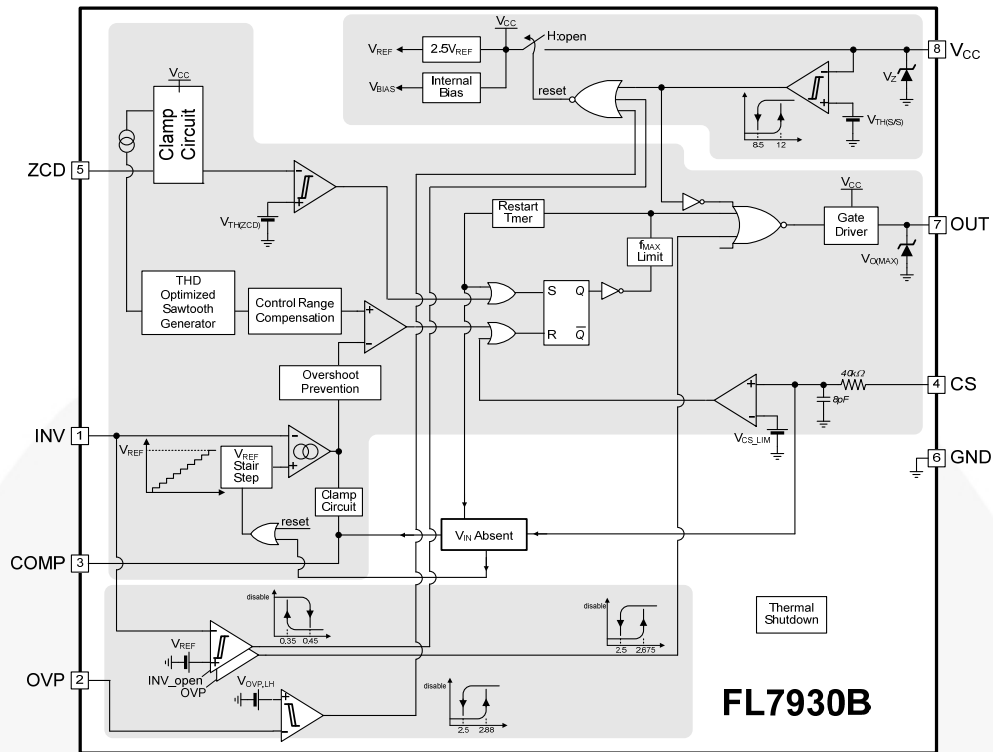 VCC
H:open
VREF
2.5VREF
8
VCC
VZ
Internal
Bias
VBIAS
reset
VTH(S/S)
8.5
12
VCC
Clamp
Circuit
ZCD
5
VTH(ZCD)
Restart
Tmer
fMAX
Limit
VCC
Gate
Driver
7
OUT
VO(MAX)
THD
Optimized
Sawtooth
Generator
Control Range
Compensation
+
-
S
Q
R
Q
Overshoot
Prevention
40kΩ
8pF
4
CS
VCS_LIM
INV
1
VREF
VREF
Stair
Step
Clamp
Circuit
6
GND
reset
VIN Absent
COMP
3
disable
0.35
0.45
disable
2.5
2.675
Thermal
Shutdown
VREF
INV_open
OVP
OVP
2
VOVP,LH
disable
2.5
2.88
FL7930B